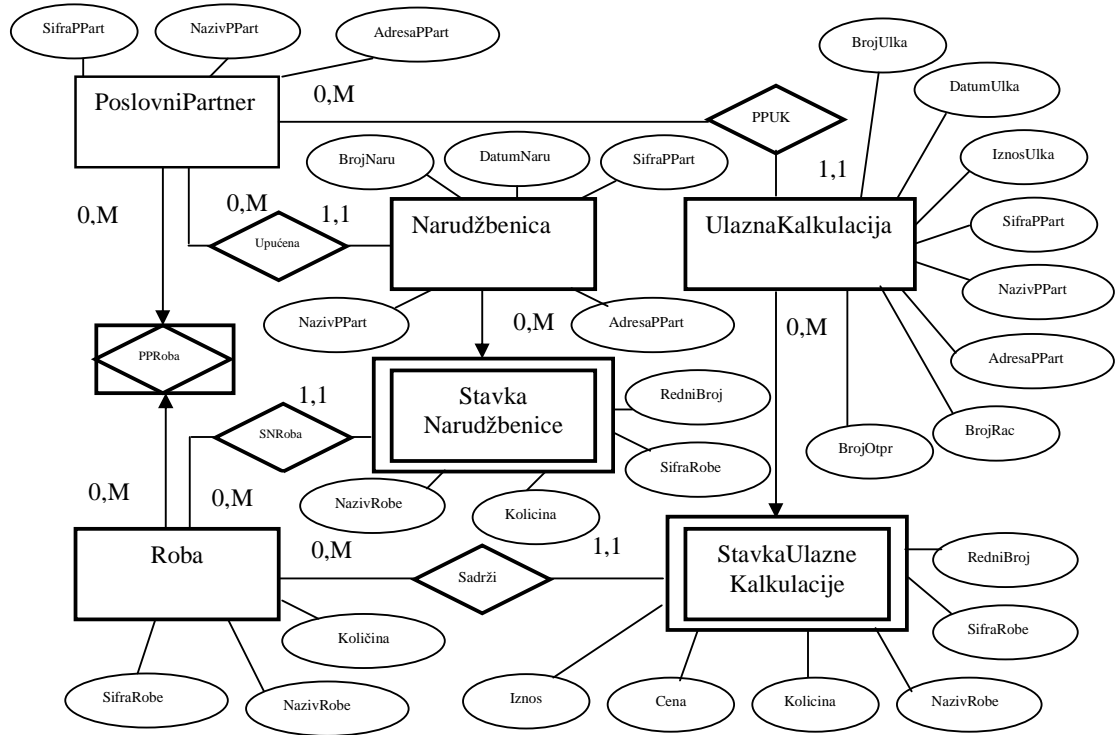 SifraPPart
NazivPPart
AdresaPPart
BrojUlka
PoslovniPartner
0,M
PPUK
DatumUlka
BrojNaru
DatumNaru
SifraPPart
IznosUlka
1,1
0,M
0,M
1,1
Narudžbenica
UlaznaKalkulacija
SifraPPart
Upućena
NazivPPart
NazivPPart
0,M
AdresaPPart
0,M
AdresaPPart
PPRoba
1,1
Stavka
Narudžbenice
RedniBroj
BrojRac
SNRoba
BrojOtpr
SifraRobe
0,M
0,M
NazivRobe
Kolicina
Roba
0,M
1,1
StavkaUlazne
Kalkulacije
RedniBroj
Sadrži
Količina
SifraRobe
SifraRobe
NazivRobe
Iznos
Cena
Kolicina
NazivRobe